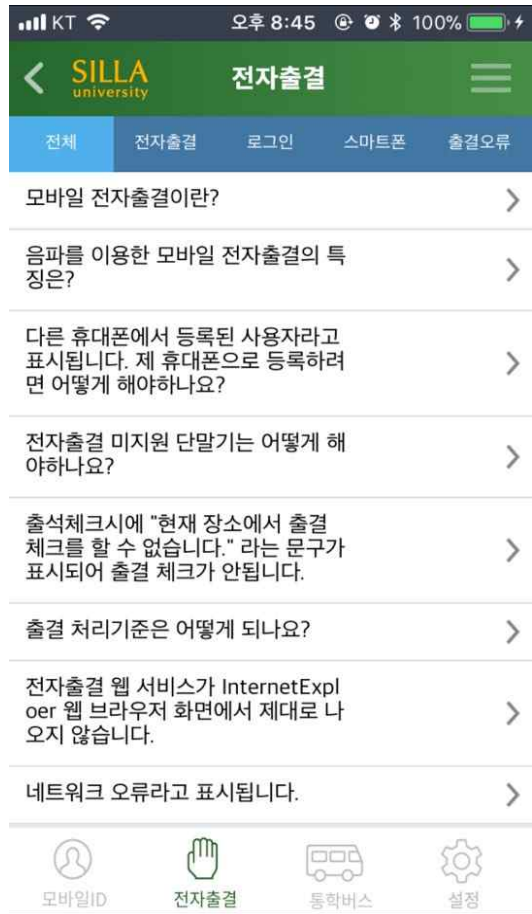 KT 오후 8:45 100%
SILLA
university
전자출결
전체 전자출결 로그인 스마트폰 출결오류
모바일 전자출결이란?
음파를 이용한 모바일 전자출결의 특
징은?
다른 휴대폰에서 등록된 사용자라고
표시됩니다. 제 휴대폰으로 등록하려
면 어떻게 해야하나요?
전자출결 미지원 단말기는 어떻게 해
야하나요?
출석체크시에 "현재 장소에서 출결
체크를 할 수 없습니다." 라는 문구가
표시되어 출결 체크가 안됩니다.
출결 처리기준은 어떻게 되나요?
전자출결 웹 서비스가 InternetExpl
oer 웹 브라우저 화면에서 제대로 나
오지 않습니다.
네트워크 오류라고 표시됩니다.
모바일ID 전자출결 통학버스 설정